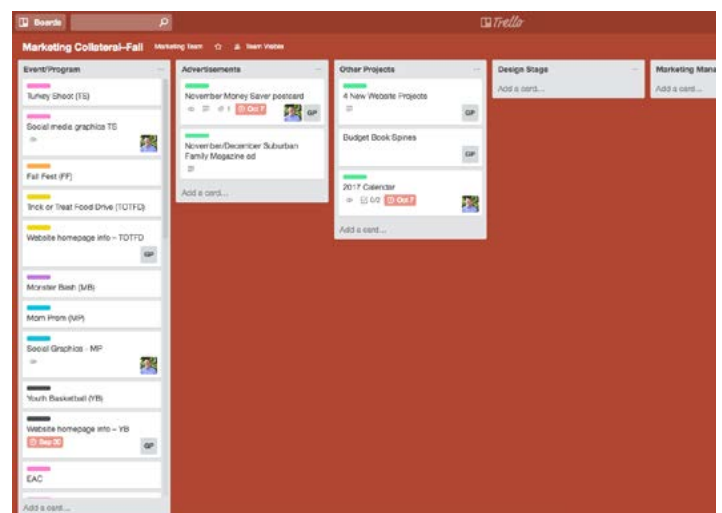 Boards
Trello
Marketing Collateral–Fall Marketing Team Team Visible
Event/Program
Turkey Shoot (TS)
Social media graphics TS
Fall Fest (FF)
Trick or Treat Food Drive (TOTFD)
Website homepage info – TOTFD
GP
Monster Bash (MB)
Mom Prom (MP)
Social Graphics - MP
Youth Basketball (YB)
Website homepage info – YB
Sep 30
GP
EAC
Add a card...
Advertisements
November Money Saver postcard
1 Oct 7
GP
November/December Suburban
Family Magazine ad
Add a card...
Other Projects
4 New Website Projects
GP
Budget Book Spines
GP
2017 Calendar
0/2 Oct 7
Add a card...
Design Stage
Add a card...
Marketing Mana
Add a card...